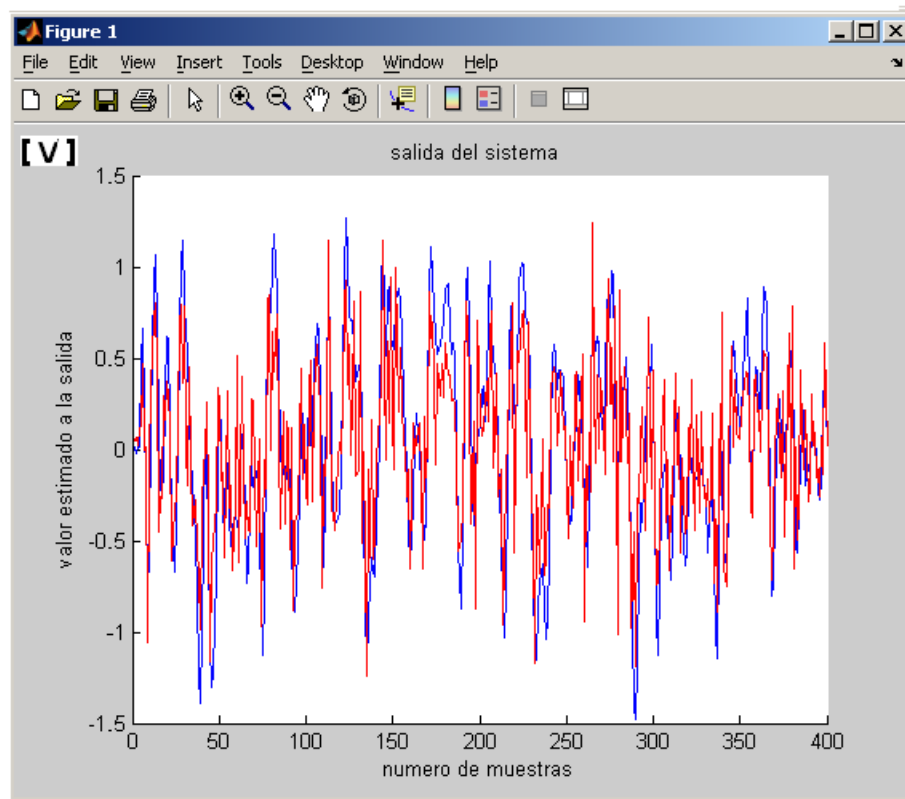 Figure 1
File Edit View Insert Tools Desktop Window Help
[ V ]
salida del sistema
1.5
1
0.5
0
-0.5
-1
-1.5
valor estimado a la salida
0 50 100 150 200 250 300 350 400
numero de muestras